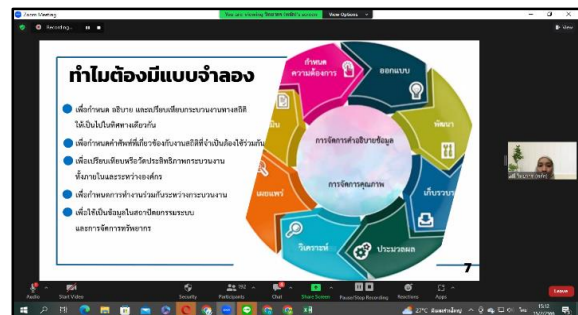 Zoom Meeting
You are viewing
View Options
Recording...
View
ทำไมต้องมีแบบจำลอง
เพื่อกำหนด อธิบาย และเปรียบเทียบกระบวนงานทางสถิติ
ให้เป็นไปในทิศทางเดียวกัน
เพื่อกำหนดคำศัพท์ที่เกี่ยวข้องกับงานสถิติที่จำเป็นต้องใช้ร่วมกัน
เพื่อเปรียบเทียบหรือวัดประสิทธิภาพกระบวนงาน
ทั้งภายในและระหว่างองค์กร
เพื่อกำหนดการทำงานร่วมกันระหว่างกระบวนงาน
เพื่อใช้เป็นข้อมูลในสถาปัตยกรรมระบบ
และการจัดการทรัพยากร
กำหนด
ความต้องการ
ออกแบบ
พัฒนา
เก็บรวบ
ประมวลผล
วิเคราะห์
เผยแพร่
มิน
การจัดการคำอธิบายข้อมูล
การจัดการคุณภาพ
7
Audio
Start Video
Security
Participants
192
Chat
Share Screen
Pause/Stop Recording
Reactions
Apps
Leave
27°C
15:12